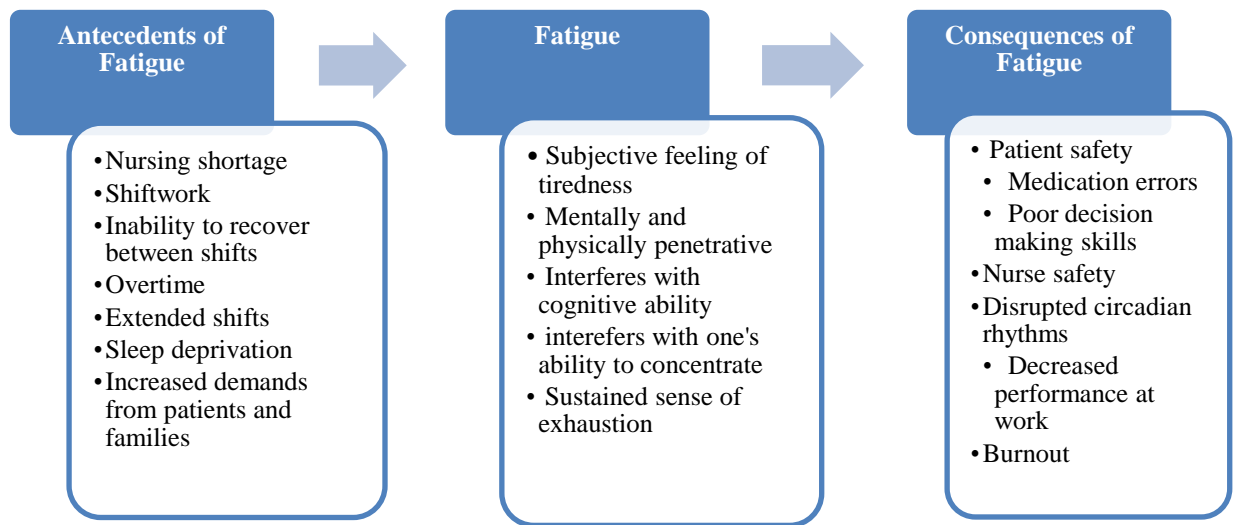 Antecedents of
Fatigue
•Nursing shortage
•Shiftwork
•Inability to recover
between shifts
•Overtime
•Extended shifts
•Sleep deprivation
•Increased demands
from patients and
families
Fatigue
• Subjective feeling of
tiredness
• Mentally and
physically penetrative
• Interferes with
cognitive ability
• interefers with one's
ability to concentrate
• Sustained sense of
exhaustion
Consequences of
Fatigue
• Patient safety
• Medication errors
• Poor decision
making skills
•Nurse safety
•Disrupted circadian
rhythms
• Decreased
performance at
work
•Burnout